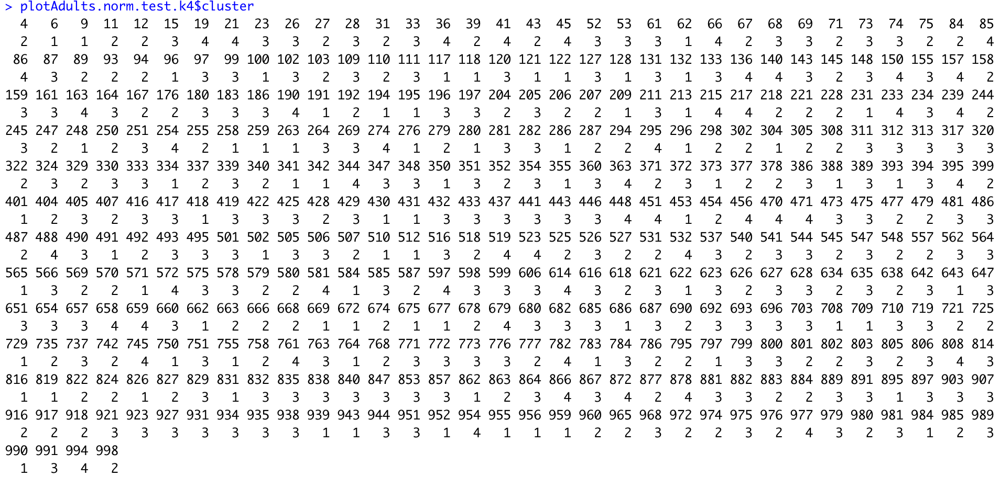 > plotAdults.norm.test.k4$cluster
4 6 9 11 12 15 19 21 23 26 27 28 31 33 36 39 41 43 45 52 53 61 62 66 67 68 69 71 73 74 75 84 85
2 1 1 2 2 3 4 4 3 3 2 3 2 3 4 2 4 2 4 3 3 3 1 4 2 3 3 2 3 3 2 2 4
86 87 89 93 94 96 97 99 100 102 103 109 110 111 117 118 120 121 122 127 128 131 132 133 136 140 143 145 148 150 155 157 158
4 3 2 2 2 1 3 3 1 3 2 3 2 3 1 1 3 1 1 3 1 3 1 3 4 4 3 2 3 4 3 4 2
159 161 163 164 167 176 180 183 186 190 191 192 194 195 196 197 204 205 206 207 209 211 213 215 217 218 221 228 231 233 234 239 244
3 3 4 3 2 2 3 3 3 4 1 2 1 1 3 3 2 3 2 2 1 3 1 4 4 2 2 2 1 4 3 4 2
245 247 248 250 251 254 255 258 259 263 264 269 274 276 279 280 281 282 286 287 294 295 296 298 302 304 305 308 311 312 313 317 320
3 2 1 2 3 4 2 1 1 1 3 3 4 1 2 1 3 3 1 2 2 4 1 2 2 1 2 2 3 3 3 3 3
322 324 329 330 333 334 337 339 340 341 342 344 347 348 350 351 352 354 355 360 363 371 372 373 377 378 386 388 389 393 394 395 399
2 3 2 3 3 1 2 3 2 1 1 4 3 3 1 3 2 3 1 3 4 2 3 1 2 2 3 1 3 1 3 4 2
401 404 405 407 416 417 418 419 422 425 428 429 430 431 432 433 437 441 443 446 448 451 453 454 456 470 471 473 475 477 479 481 486
1 2 3 2 3 3 1 3 3 3 2 3 1 1 3 3 3 3 3 3 4 4 1 2 4 4 4 3 3 2 2 3 3
487 488 490 491 492 493 495 501 502 505 506 507 510 512 516 518 519 523 525 526 527 531 532 537 540 541 544 545 547 548 557 562 564
2 4 3 1 2 3 3 3 1 3 3 2 1 1 3 2 4 4 2 3 2 2 4 3 2 3 3 2 3 2 2 3 3
565 566 569 570 571 572 575 578 579 580 581 584 585 587 597 598 599 606 614 616 618 621 622 623 626 627 628 634 635 638 642 643 647
1 3 2 2 1 4 3 3 2 2 4 1 3 2 4 3 3 3 4 3 2 3 1 3 2 3 3 2 3 2 3 1 3
651 654 657 658 659 660 662 663 666 668 669 672 674 675 677 678 679 680 682 685 686 687 690 692 693 696 703 708 709 710 719 721 725
3 3 3 4 4 3 1 2 2 2 1 1 2 1 1 2 4 3 3 3 1 3 2 3 3 3 3 1 1 3 3 2 2
729 735 737 742 745 750 751 755 758 761 763 764 768 771 772 773 776 777 782 783 784 786 795 797 799 800 801 802 803 805 806 808 814
1 2 3 2 4 1 3 1 2 4 3 1 2 3 3 3 3 2 4 1 3 2 2 1 3 3 2 2 3 2 3 4 3
816 819 822 824 826 827 829 831 832 835 838 840 847 853 857 862 863 864 866 867 872 877 878 881 882 883 884 889 891 895 897 903 907
1 1 2 2 1 2 3 1 3 3 3 3 3 3 3 1 2 3 4 3 4 2 4 3 3 2 2 3 3 1 3 3 3
916 917 918 921 923 927 931 934 935 938 939 943 944 951 952 954 955 956 959 960 965 968 972 974 975 976 977 979 980 981 984 985 989
2 2 2 3 3 3 3 3 3 3 1 1 3 3 1 4 1 1 1 2 2 3 2 2 3 2 4 3 2 3 1 2 3
990 991 994 998
1 3 4 2